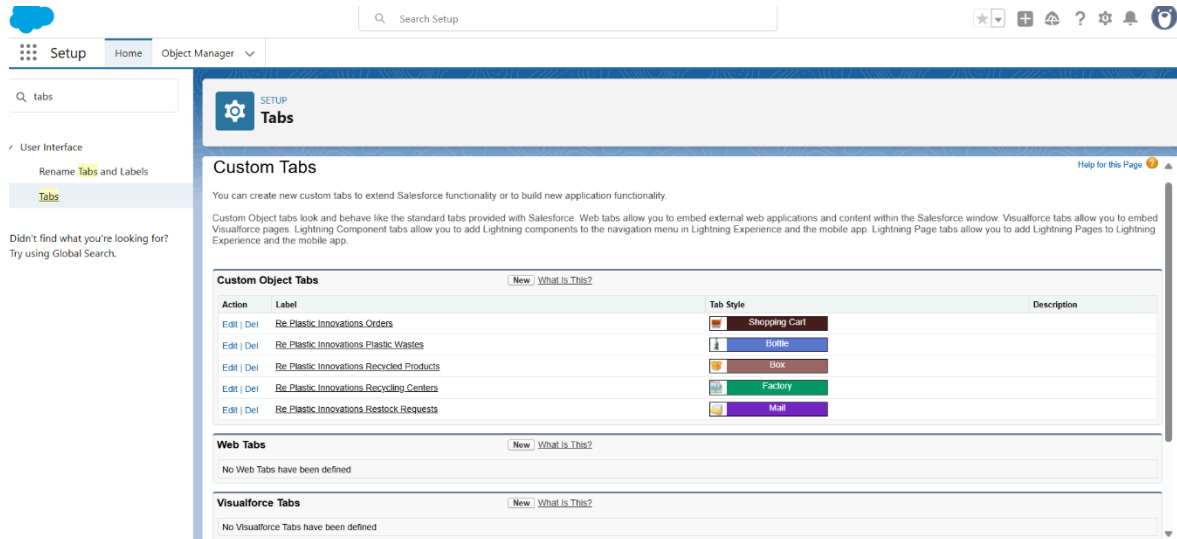 Search Setup
Setup Home Object Manager
tabs
User Interface
Rename Tabs and Labels
Tabs
Didn't find what you're looking for?
Try using Global Search.
SETUP
Tabs
Custom Tabs
Help for this Page
You can create new custom tabs to extend Salesforce functionality or to build new application functionality.
Custom Object tabs look and behave like the standard tabs provided with Salesforce. Web tabs allow you to embed external web applications and content within the Salesforce window. Visualforce tabs allow you to embed
Visualforce pages. Lightning Component tabs allow you to add Lightning components to the navigation menu in Lightning Experience and the mobile app. Lightning Page tabs allow you to add Lightning Pages to Lightning
Experience and the mobile app.
Custom Object Tabs New What Is This?
Action Label Tab Style Description
Edit | Del Re Plastic Innovations Orders Shopping Cart
Edit | Del Re Plastic Innovations Plastic Wastes Bottle
Edit | Del Re Plastic Innovations Recycled Products Box
Edit | Del Re Plastic Innovations Recycling Centers Factory
Edit | Del Re Plastic Innovations Restock Requests Mail
Web Tabs New What Is This?
No Web Tabs have been defined
Visualforce Tabs New What Is This?
No Visualforce Tabs have been defined